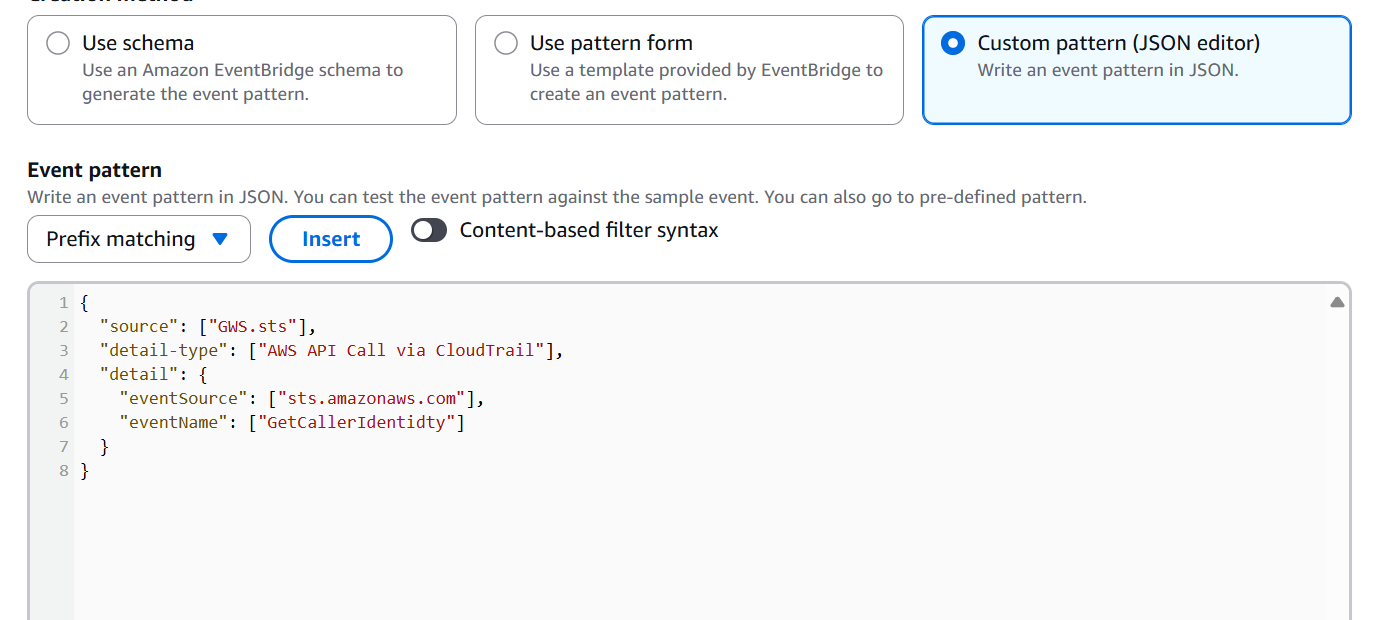 Creation method
Use schema
Use an Amazon EventBridge schema to
generate the event pattern.
Use pattern form
Use a template provided by EventBridge to
create an event pattern.
Custom pattern (JSON editor)
Write an event pattern in JSON.
Event pattern
Write an event pattern in JSON. You can test the event pattern against the sample event. You can also go to pre-defined pattern.
Prefix matching
Insert
Content-based filter syntax
1 {
2   "source": ["GWS.sts"],
3   "detail-type": ["AWS API Call via CloudTrail"],
4   "detail": {
5     "eventSource": ["sts.amazonaws.com"],
6     "eventName": ["GetCallerIdentidty"]
7   }
8 }